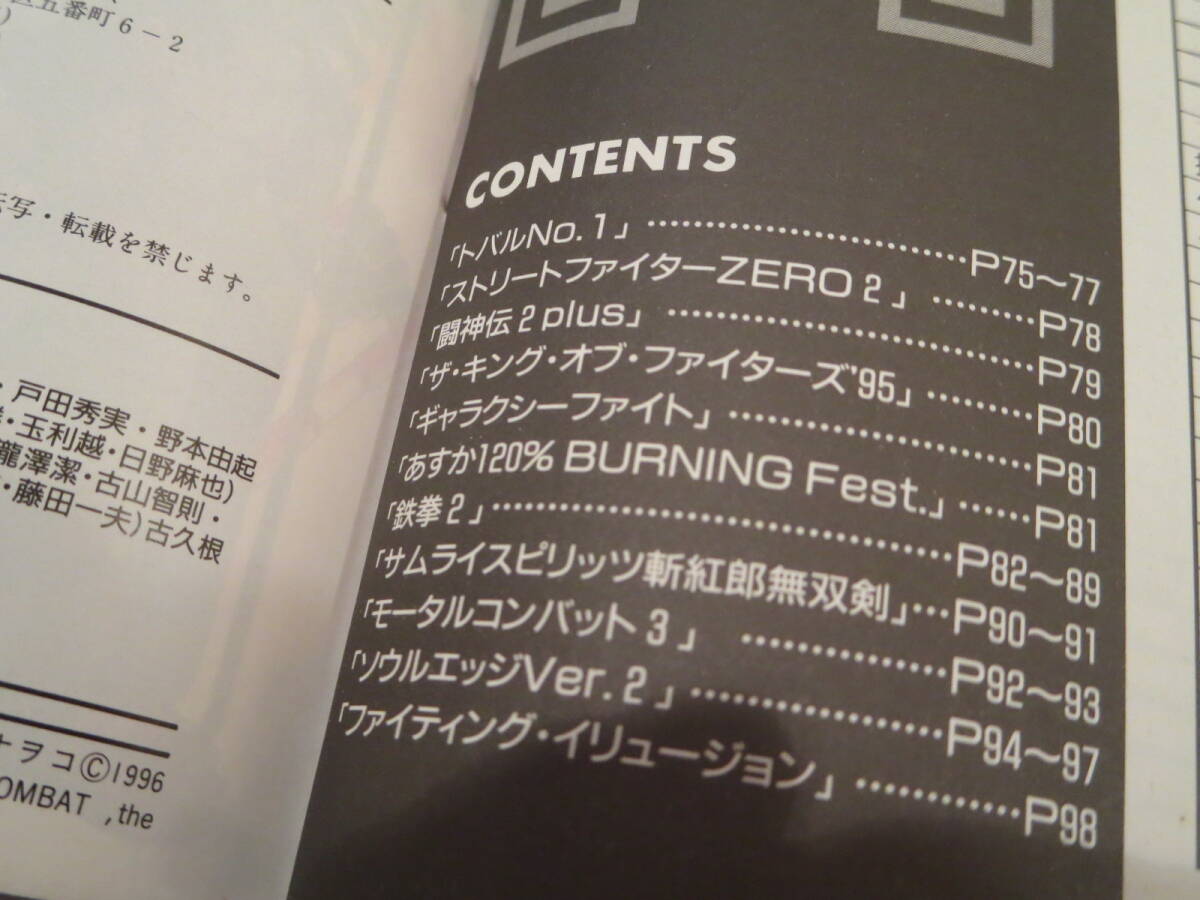 区五番町6-2
写・転載を禁じます。
・戸田秀実・野本由起
・玉利越・日野麻也)
瀧澤潔・古山智則・
・藤田一夫)古久根
ナヲコ©1996
OMBAT ,the
CONTENTS
「トバルNo.1」……………………………P75〜77
「ストリートファイターZERO 2」………P78
「闘神伝2 plus」……………………………P79
「ザ・キング・オブ・ファイターズ'95」………P80
「ギャラクシーファイト」……………………P81
「あすか120% BURNING Fest.」……P81
「鉄拳2」…………………………………P82〜89
「サムライスピリッツ斬紅郎無双剣」…P90〜91
「モータルコンバット3」………………P92〜93
「ソウルエッジVer.2」…………………P94〜97
「ファイティング・イリュージョン」…………P98